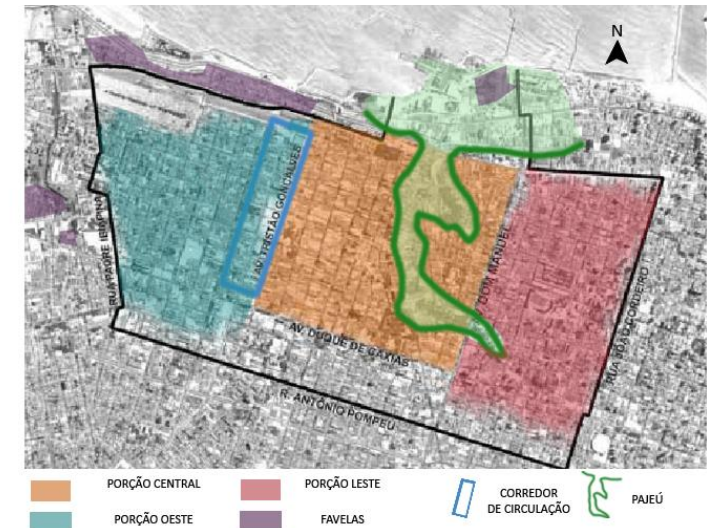 N
RUA PADRE IBIAPINA
AV. TRISTÃO GONÇALVES
DOM MANUEL
AV. DUQUE DE CAXIAS
R. ANTÔNIO POMPEU
RUA JOÃO CORDEIRO
PORÇÃO CENTRAL
PORÇÃO LESTE
CORREDOR
DE CIRCULAÇÃO
PAJEÚ
PORÇÃO OESTE
FAVELAS